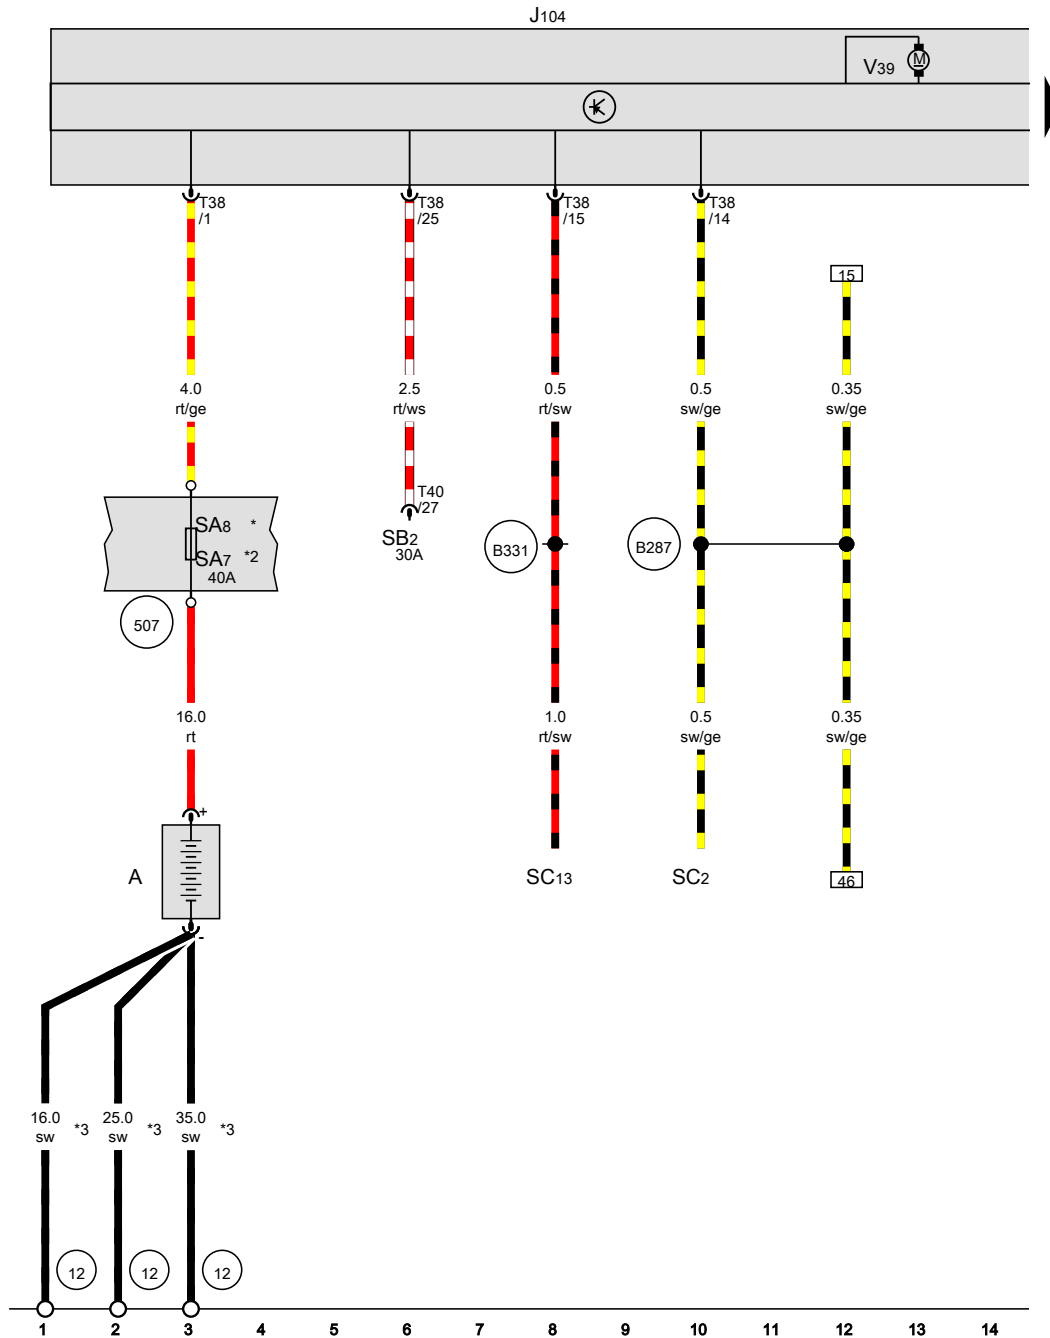 J104
V39
M
T38
/1
T38
/25
T38
/15
T38
/14
15
4.0
rt/ge
2.5
rt/ws
0.5
rt/sw
0.5
sw/ge
0.35
sw/ge
T40
/27
SA8 *
SA7 *2
40A
SB2
30A
B331
B287
507
16.0
rt
1.0
rt/sw
0.5
sw/ge
0.35
sw/ge
+
A
SC13
SC2
46
-
16.0
sw
*3
25.0
sw
*3
35.0
sw
*3
12
12
12
1 2 3 4 5 6 7 8 9 10 11 12 13 14